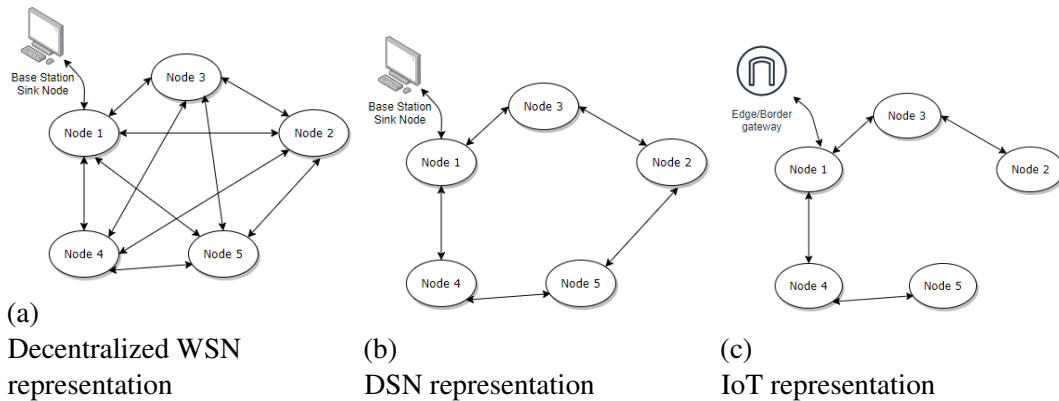 Base Station
Sink Node
Node 3
Node 1
Node 2
Node 4
Node 5
(a)
Decentralized WSN
representation
Base Station
Sink Node
Node 3
Node 1
Node 2
Node 4
Node 5
(b)
DSN representation
Edge/Border
gateway
Node 3
Node 1
Node 2
Node 4
Node 5
(c)
IoT representation